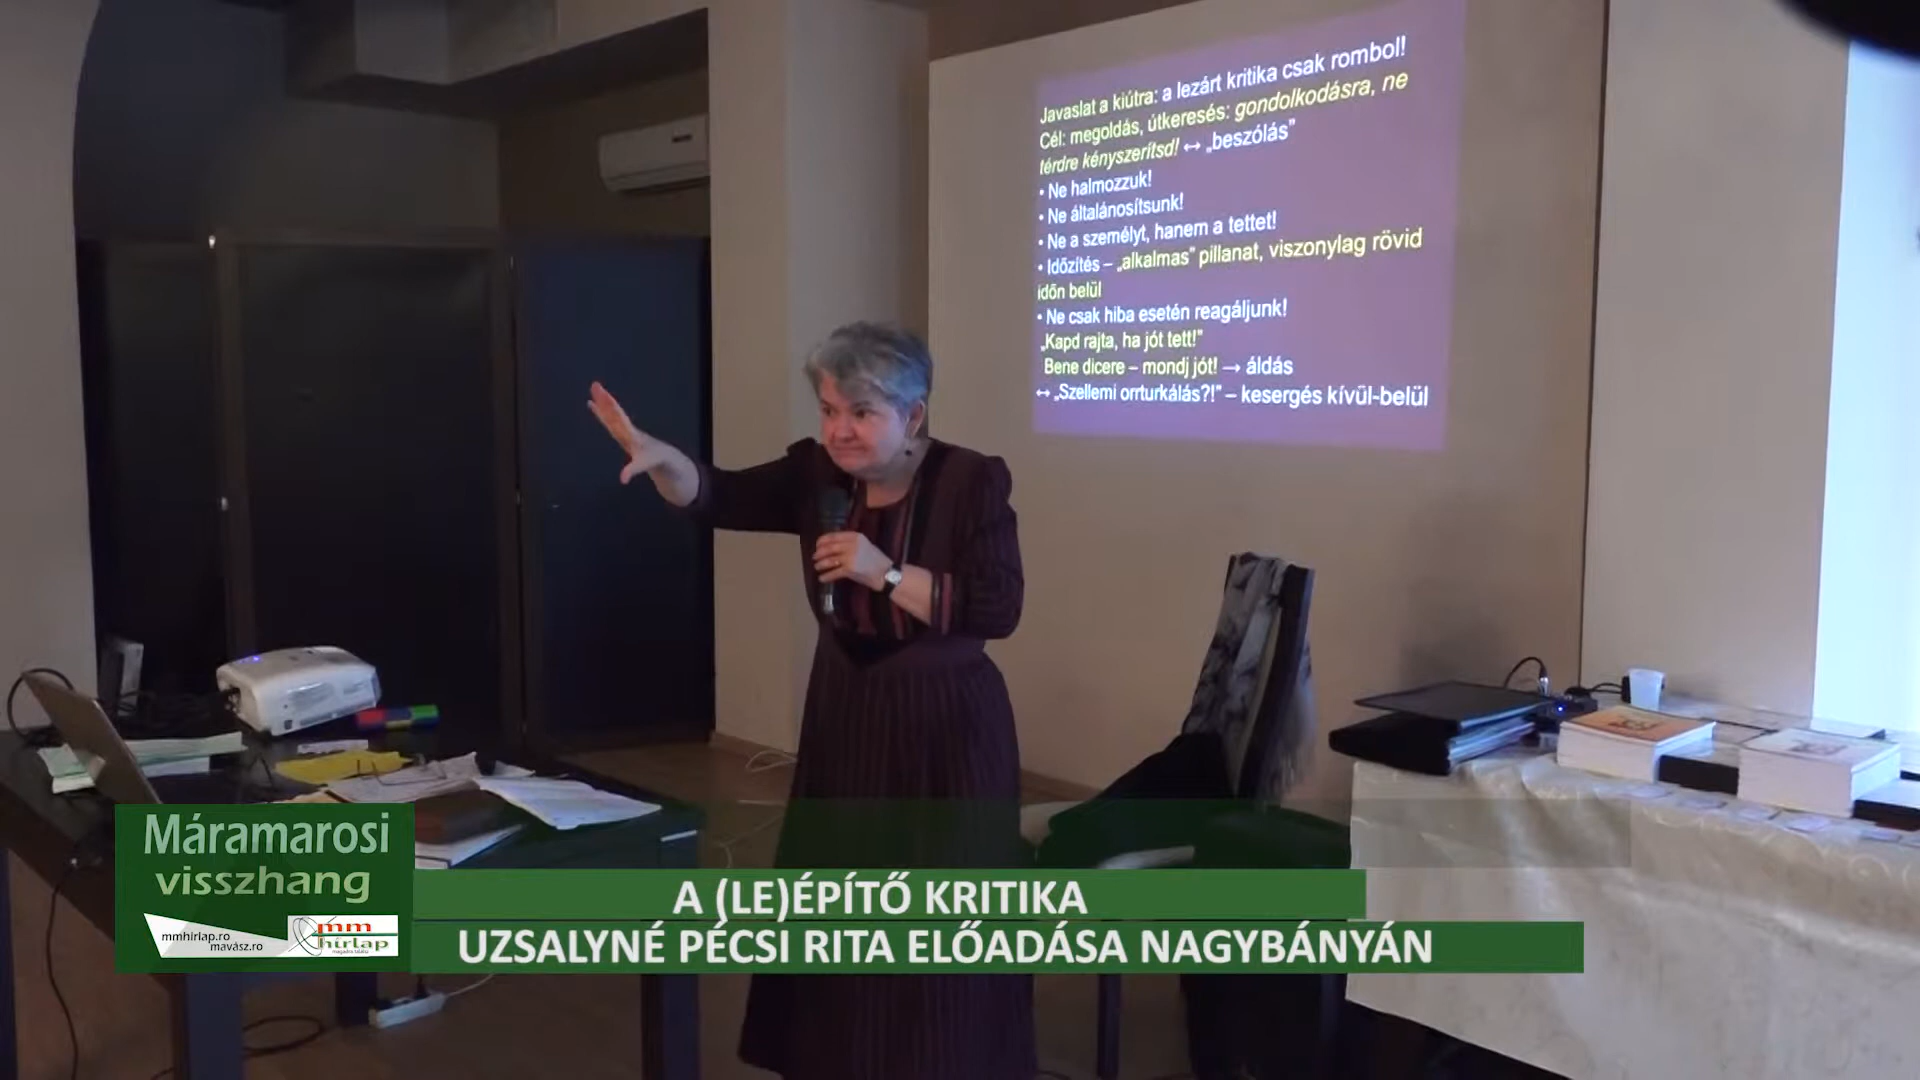 Javaslat a kiútra: a lezárt kritika csak rombol!
Cél: megoldás, útkeresés: gondolkodásra, ne
térdre kényszerítsd! ↔ „beszólás”
• Ne halmozzuk!
• Ne általánosítsunk!
• Ne a személyt, hanem a tettet!
• Időzítés – „alkalmas” pillanat, viszonylag rövid
időn belül
• Ne csak hiba esetén reagáljunk!
„Kapd rajta, ha jót tett!”
Bene dicere – mondj jót! → áldás
↔ „Szellemi orrturkálás?!” – kesergés kívül-belül
Máramarosi
visszhang
mmhirlap.ro
mavász.ro
mm
hírlap
A (LE)ÉPÍTŐ KRITIKA
UZSALYNÉ PÉCSI RITA ELŐADÁSA NAGYBÁNYÁN